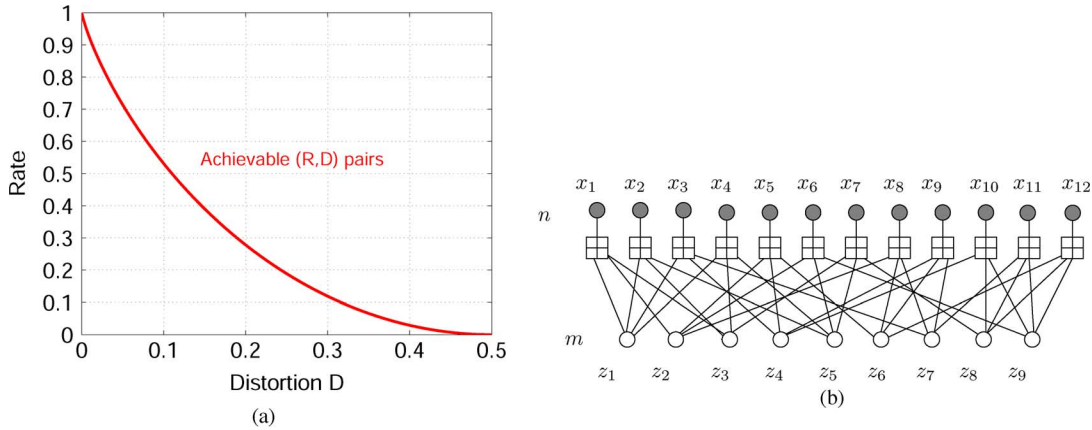 1
0.9
0.8
0.7
0.6
0.5
0.4
0.3
0.2
0.1
0
Rate
Achievable (R,D) pairs
0 0.1 0.2 0.3 0.4 0.5
Distortion D
(a)
x1 x2 x3 x4 x5 x6 x7 x8 x9 x10 x11 x12
n
m
z1 z2 z3 z4 z5 z6 z7 z8 z9
(b)